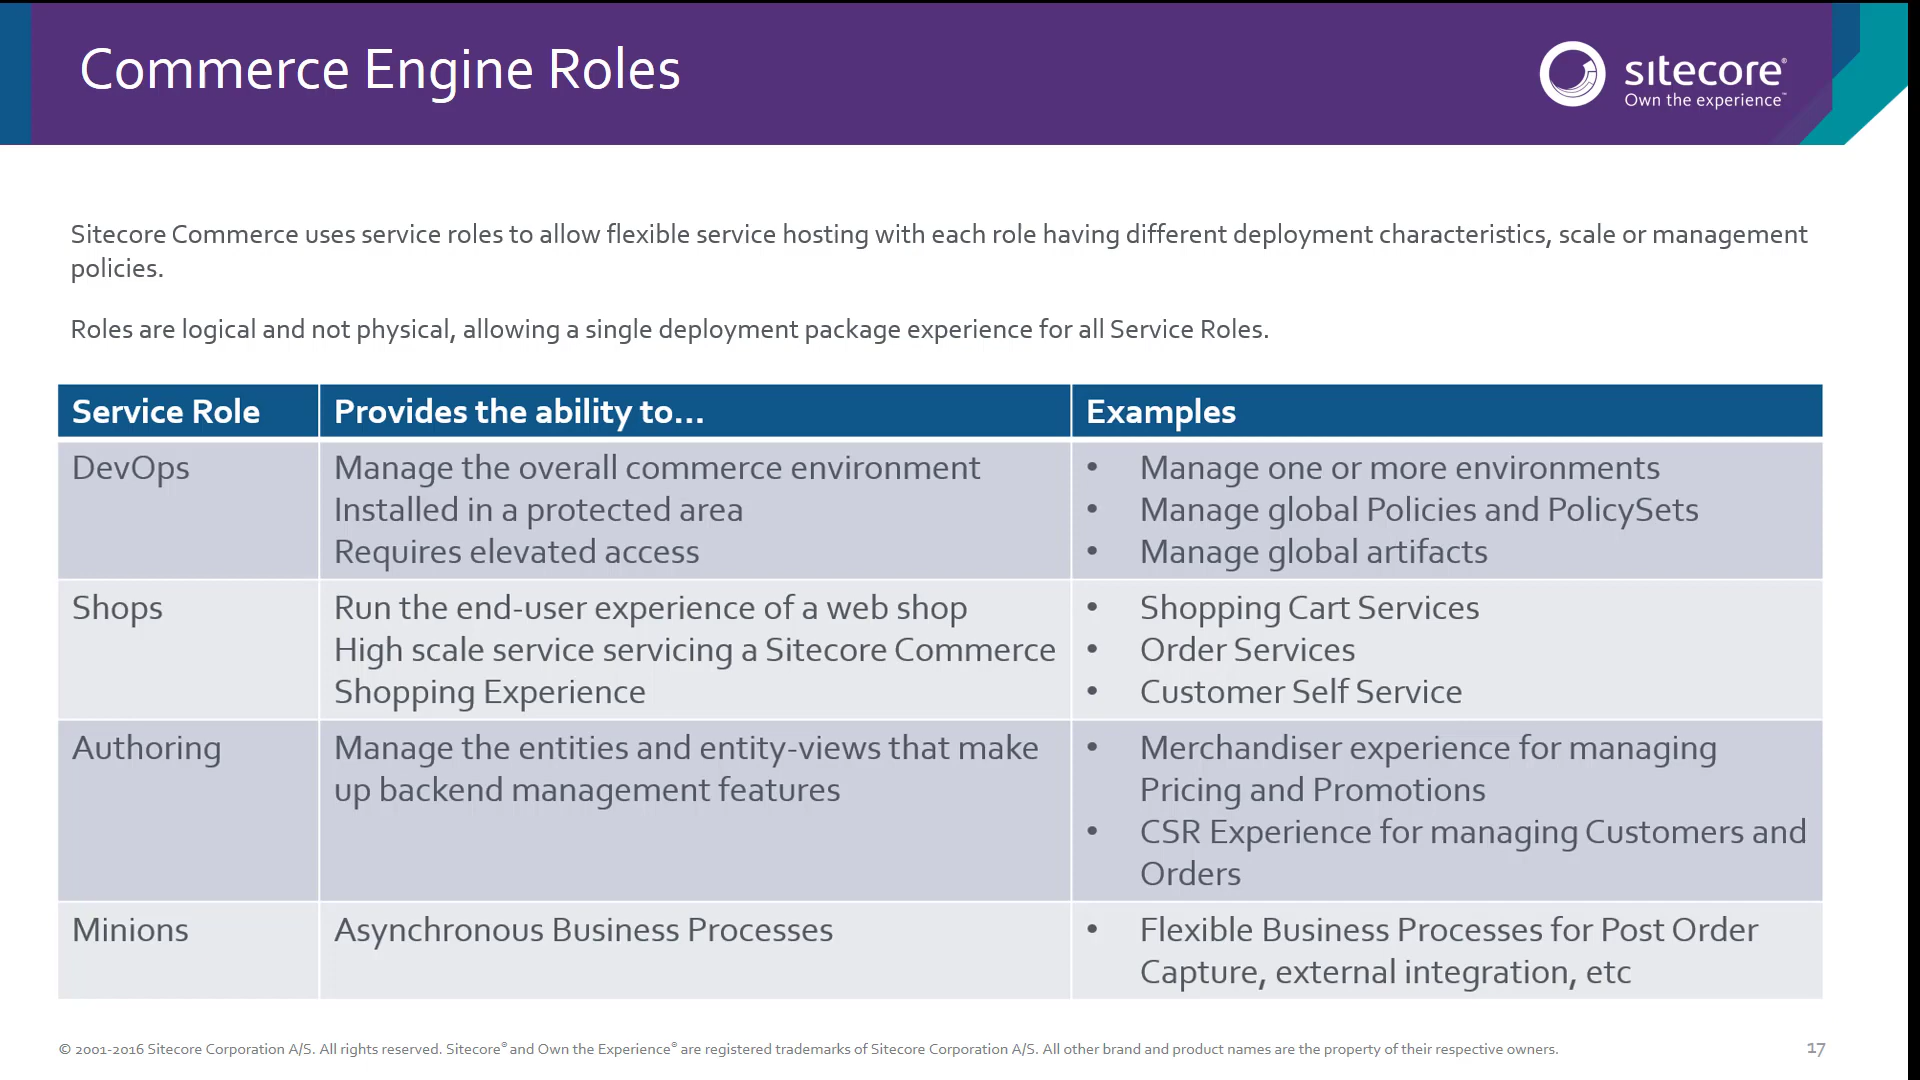 Commerce Engine Roles
sitecore®
Own the experience™
Sitecore Commerce uses service roles to allow flexible service hosting with each role having different deployment characteristics, scale or management
policies.
Roles are logical and not physical, allowing a single deployment package experience for all Service Roles.
Service Role
Provides the ability to...
Examples
DevOps
Manage the overall commerce environment
Installed in a protected area
Requires elevated access
• Manage one or more environments
• Manage global Policies and PolicySets
• Manage global artifacts
Shops
Run the end-user experience of a web shop
High scale service servicing a Sitecore Commerce
Shopping Experience
• Shopping Cart Services
• Order Services
• Customer Self Service
Authoring
Manage the entities and entity-views that make
up backend management features
• Merchandiser experience for managing
Pricing and Promotions
• CSR Experience for managing Customers and
Orders
Minions
Asynchronous Business Processes
• Flexible Business Processes for Post Order
Capture, external integration, etc
© 2001-2016 Sitecore Corporation A/S. All rights reserved. Sitecore® and Own the Experience® are registered trademarks of Sitecore Corporation A/S. All other brand and product names are the property of their respective owners.
17